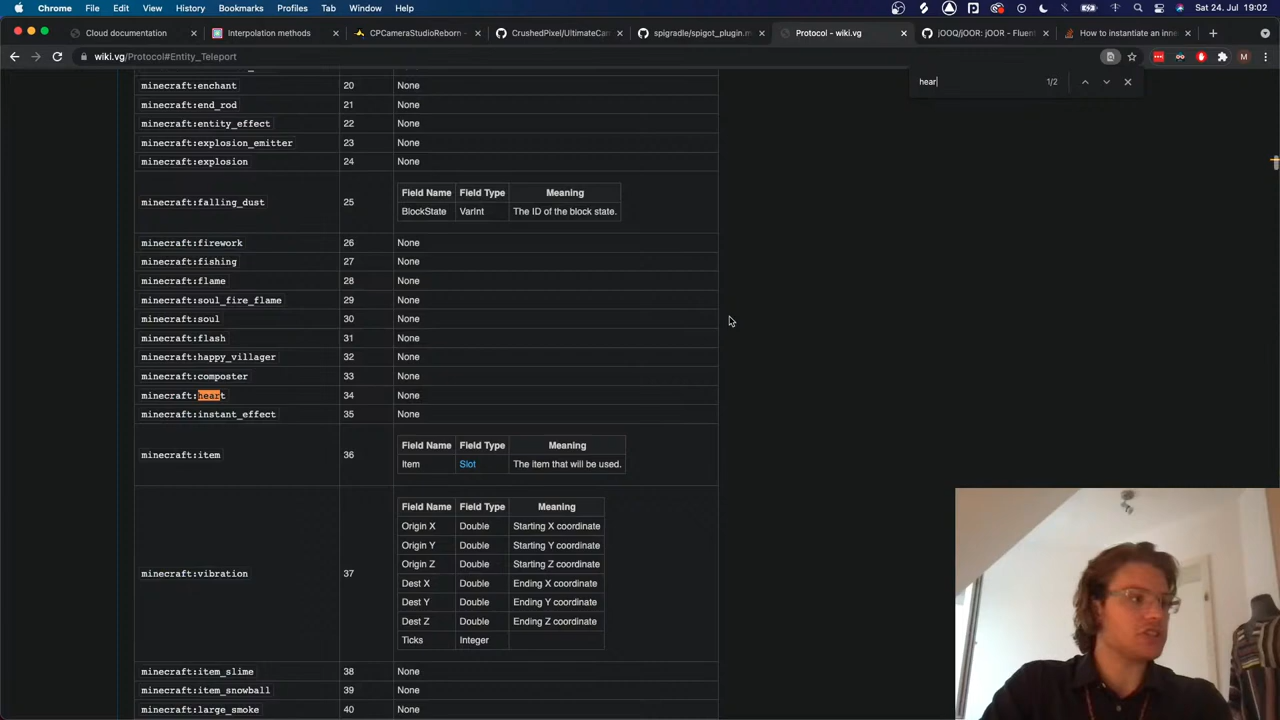 Chrome File Edit View History Bookmarks Profiles Tab Window Help Sat 24. Jul 19:02
Cloud documentation Interpolation methods CPCameraStudioReborn - CrushedPixel/UltimateCam spigradle/spigot_plugin.m Protocol - wiki.vg jOOQ/jOOR: jOOR - Fluent How to instantiate an inne
wiki.vg/Protocol#Entity_Teleport M
hear 1/2
minecraft:enchant 20 None
minecraft:end_rod 21 None
minecraft:entity_effect 22 None
minecraft:explosion_emitter 23 None
minecraft:explosion 24 None
Field Name Field Type Meaning
minecraft:falling_dust 25
BlockState VarInt The ID of the block state.
minecraft:firework 26 None
minecraft:fishing 27 None
minecraft:flame 28 None
minecraft:soul_fire_flame 29 None
minecraft:soul 30 None
minecraft:flash 31 None
minecraft:happy_villager 32 None
minecraft:composter 33 None
minecraft:heart 34 None
minecraft:instant_effect 35 None
Field Name Field Type Meaning
minecraft:item 36
Item Slot The item that will be used.
Field Name Field Type Meaning
Origin X Double Starting X coordinate
Origin Y Double Starting Y coordinate
Origin Z Double Starting Z coordinate
minecraft:vibration 37
Dest X Double Ending X coordinate
Dest Y Double Ending Y coordinate
Dest Z Double Ending Z coordinate
Ticks Integer
minecraft:item_slime 38 None
minecraft:item_snowball 39 None
minecraft:large_smoke 40 None